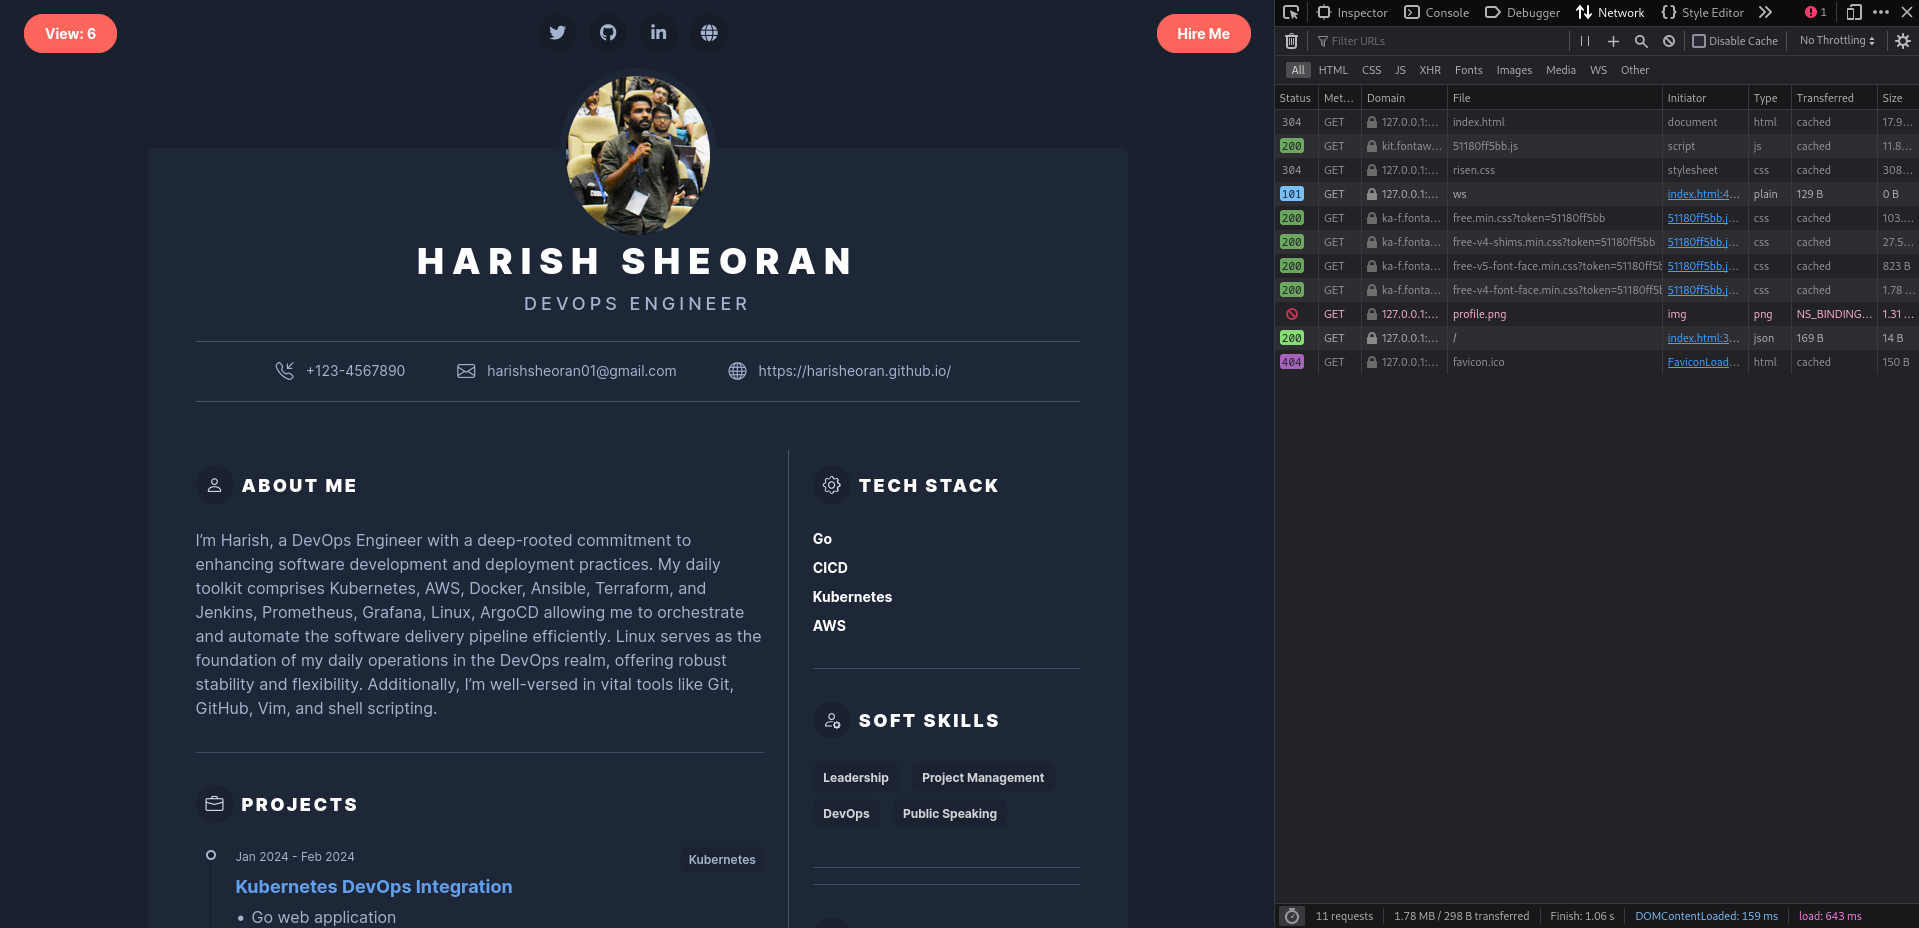 View: 6
Hire Me
HARISH SHEORAN
DEVOPS ENGINEER
+123-4567890
harishsheoran01@gmail.com
https://harisheoran.github.io/
ABOUT ME
I'm Harish, a DevOps Engineer with a deep-rooted commitment to
enhancing software development and deployment practices. My daily
toolkit comprises Kubernetes, AWS, Docker, Ansible, Terraform, and
Jenkins, Prometheus, Grafana, Linux, ArgoCD allowing me to orchestrate
and automate the software delivery pipeline efficiently. Linux serves as the
foundation of my daily operations in the DevOps realm, offering robust
stability and flexibility. Additionally, I'm well-versed in vital tools like Git,
GitHub, Vim, and shell scripting.
PROJECTS
Jan 2024 - Feb 2024
Kubernetes
Kubernetes DevOps Integration
• Go web application
TECH STACK
Go
CICD
Kubernetes
AWS
SOFT SKILLS
Leadership Project Management
DevOps Public Speaking
Inspector Console Debugger Network Style Editor 1
Filter URLs Disable Cache No Throttling
All HTML CSS JS XHR Fonts Images Media WS Other
Status Met... Domain File Initiator Type Transferred Size
304 GET 127.0.0.1:... index.html document html cached 17.9...
200 GET kit.fontaw... 51180ff5bb.js script js cached 11.8...
304 GET 127.0.0.1:... risen.css stylesheet css cached 308...
101 GET 127.0.0.1:... ws index.html:4... plain 129 B 0 B
200 GET ka-f.fonta... free.min.css?token=51180ff5bb 51180ff5bb.j... css cached 103....
200 GET ka-f.fonta... free-v4-shims.min.css?token=51180ff5bb 51180ff5bb.j... css cached 27.5...
200 GET ka-f.fonta... free-v5-font-face.min.css?token=51180ff5b 51180ff5bb.j... css cached 823 B
200 GET ka-f.fonta... free-v4-font-face.min.css?token=51180ff5b 51180ff5bb.j... css cached 1.78 ...
GET 127.0.0.1:... profile.png img png NS_BINDING... 1.31 ...
200 GET 127.0.0.1:... / index.html:3... json 169 B 14 B
404 GET 127.0.0.1:... favicon.ico FaviconLoad... html cached 150 B
11 requests 1.78 MB / 298 B transferred Finish: 1.06 s DOMContentLoaded: 159 ms load: 643 ms